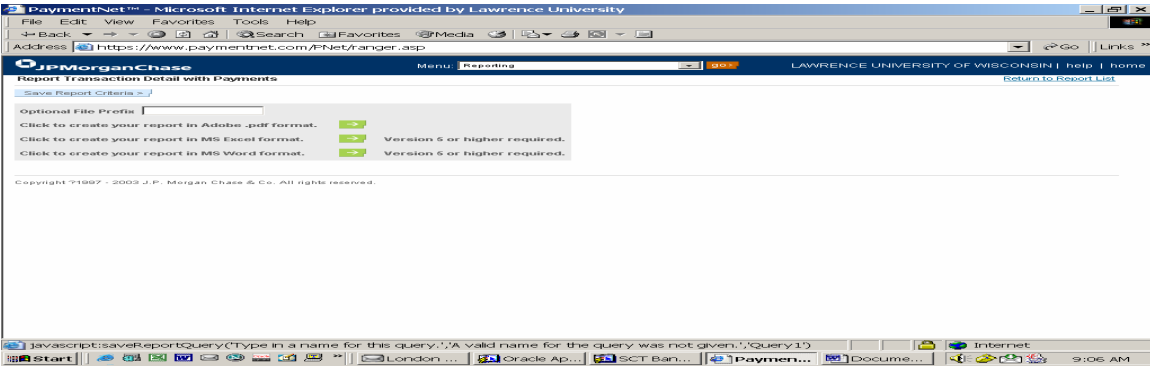 PaymentNet™ - Microsoft Internet Explorer provided by Lawrence University
File Edit View Favorites Tools Help
Back Search Favorites Media
Address https://www.paymentnet.com/PNet/ranger.asp Go Links »
JPMorganChase Menu: Reporting go> LAWRENCE UNIVERSITY OF WISCONSIN | help | home
Report Transaction Detail with Payments Return to Report List
Save Report Criteria >
Optional File Prefix
Click to create your report in Adobe .pdf format.
Click to create your report in MS Excel format. Version 5 or higher required.
Click to create your report in MS Word format. Version 5 or higher required.
Copyright ?1997 - 2003 J.P. Morgan Chase & Co. All rights reserved.
javascript:saveReportQuery('Type in a name for this query.','A valid name for the query was not given.','Query1') Internet
Start » London ... Oracle Ap... SCT Ban... Paymen... Docume... 9:06 AM